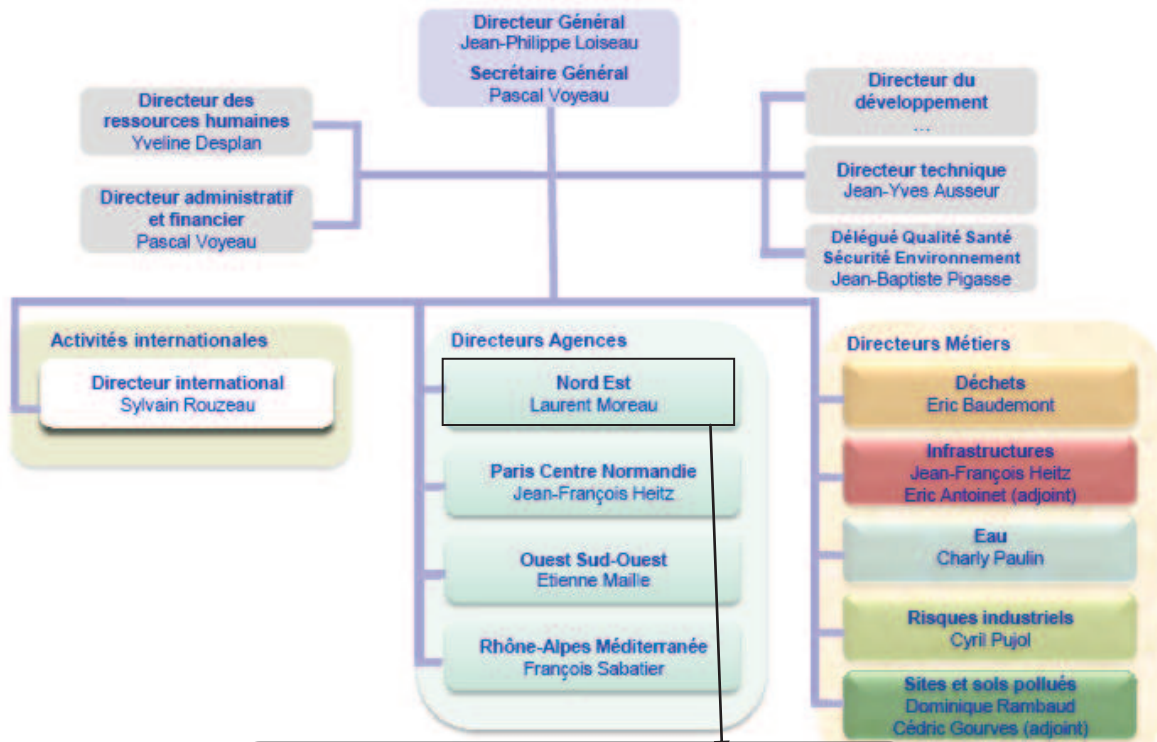 Directeur Général
Jean-Philippe Loiseau
Secrétaire Général
Pascal Voyeau
Directeur des
ressources humaines
Yveline Desplan
Directeur administratif
et financier
Pascal Voyeau
Directeur du
développement
...
Directeur technique
Jean-Yves Ausseur
Délégué Qualité Santé
Sécurité Environnement
Jean-Baptiste Pigasse
Activités internationales
Directeur international
Sylvain Rouzeau
Directeurs Agences
Nord Est
Laurent Moreau
Paris Centre Normandie
Jean-François Heitz
Ouest Sud-Ouest
Etienne Maille
Rhône-Alpes Méditerranée
François Sabatier
Directeurs Métiers
Déchets
Eric Baudemont
Infrastructures
Jean-François Heitz
Eric Antoinet (adjoint)
Eau
Charly Paulin
Risques industriels
Cyril Pujol
Sites et sols pollués
Dominique Rambaud
Cédric Gourves (adjoint)